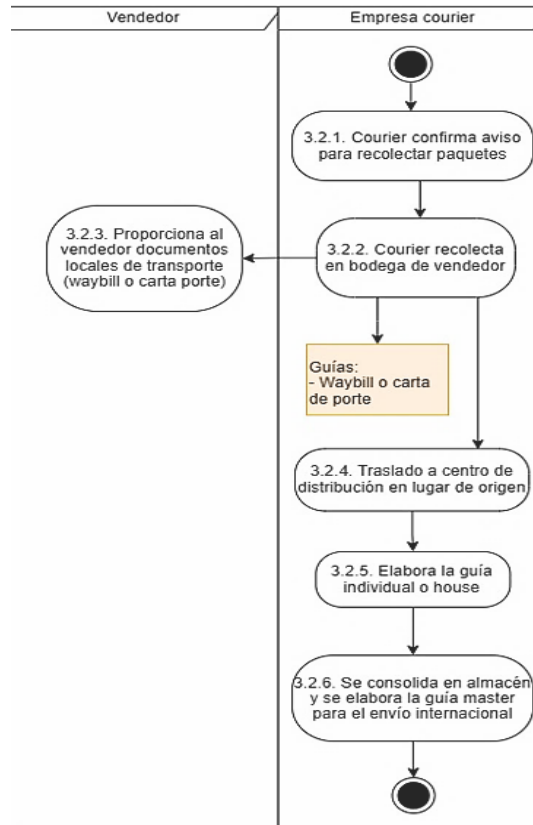 Vendedor
Empresa courier
3.2.1. Courier confirma aviso
para recolectar paquetes
3.2.3. Proporciona al
vendedor documentos
locales de transporte
(waybill o carta porte)
3.2.2. Courier recolecta
en bodega de vendedor
Guías:
- Waybill o carta
de porte
3.2.4. Traslado a centro de
distribución en lugar de origen
3.2.5. Elabora la guía
individual o house
3.2.6. Se consolida en almacén
y se elabora la guía master
para el envío internacional